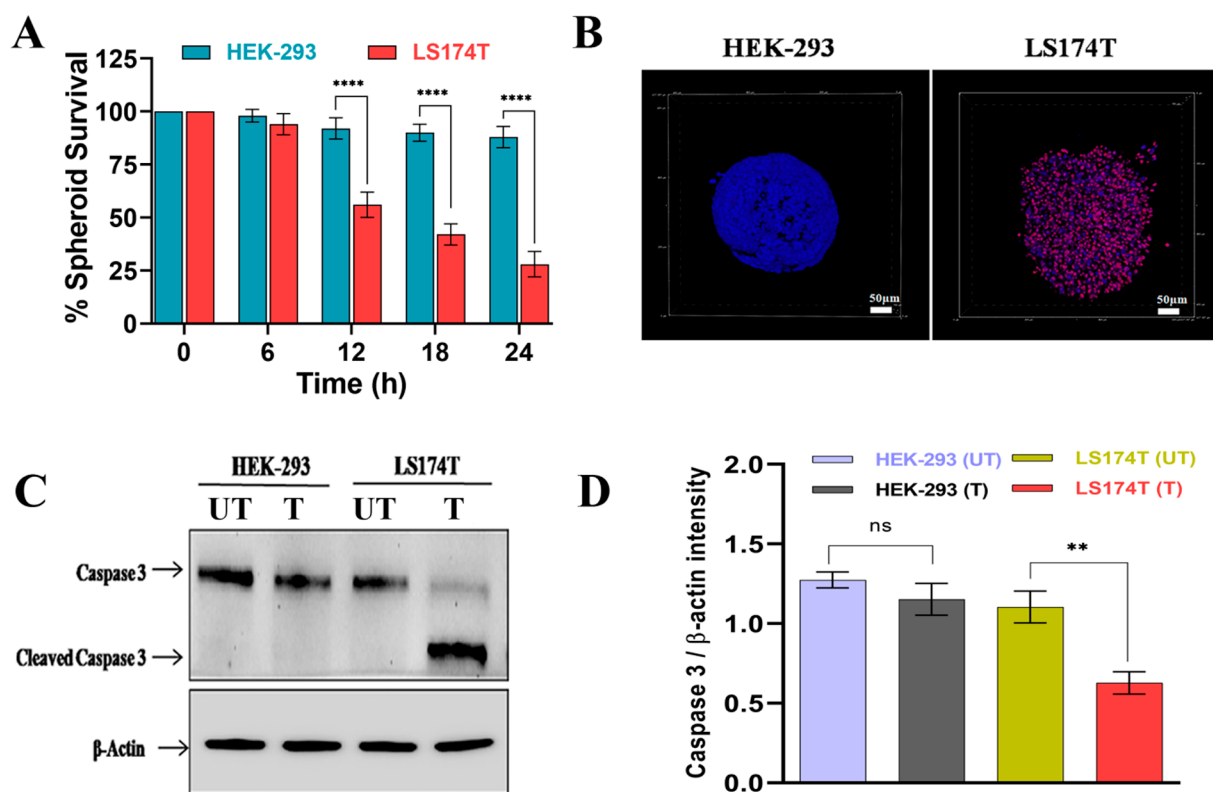 A
HEK-293 LS174T
% Spheroid Survival
125
100
75
50
25
0
**** **** ****
0 6 12 18 24
Time (h)
B
HEK-293 LS174T
50µm 50µm
C
HEK-293 LS174T
UT T UT T
Caspase 3
Cleaved Caspase 3
β-Actin
D
HEK-293 (UT) LS174T (UT)
HEK-293 (T) LS174T (T)
Caspase 3 / β-actin intensity
2.0
1.5
1.0
0.5
0.0
ns
**